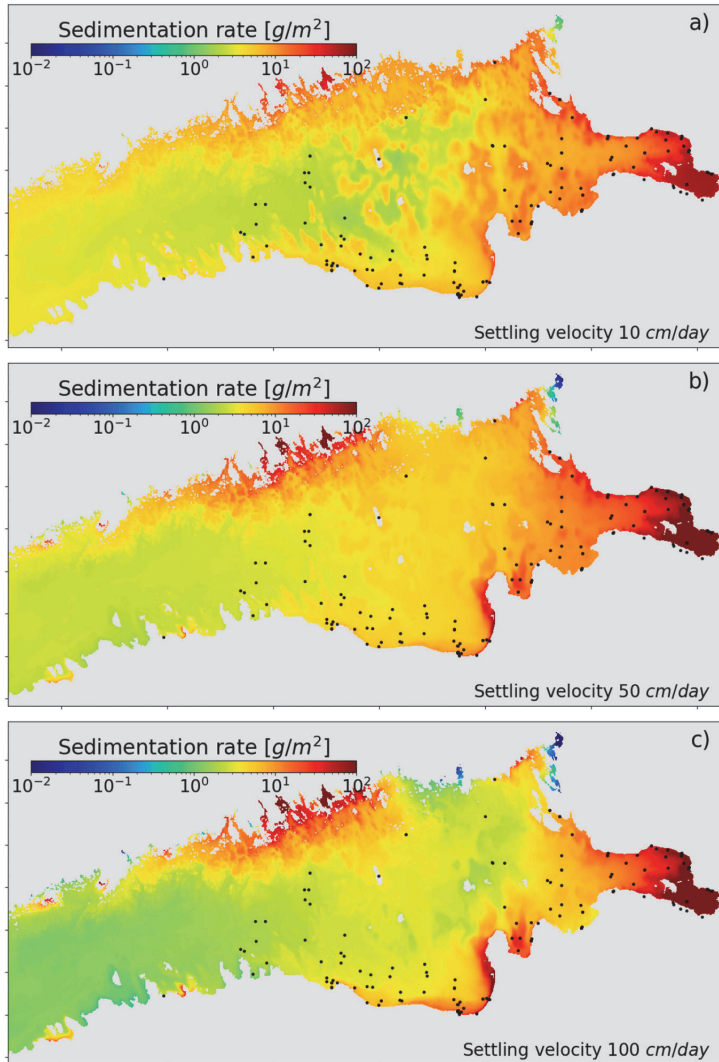 a)
Sedimentation rate [g/m²]
10⁻² 10⁻¹ 10⁰ 10¹ 10²
Settling velocity 10 cm/day
b)
Sedimentation rate [g/m²]
10⁻² 10⁻¹ 10⁰ 10¹ 10²
Settling velocity 50 cm/day
c)
Sedimentation rate [g/m²]
10⁻² 10⁻¹ 10⁰ 10¹ 10²
Settling velocity 100 cm/day